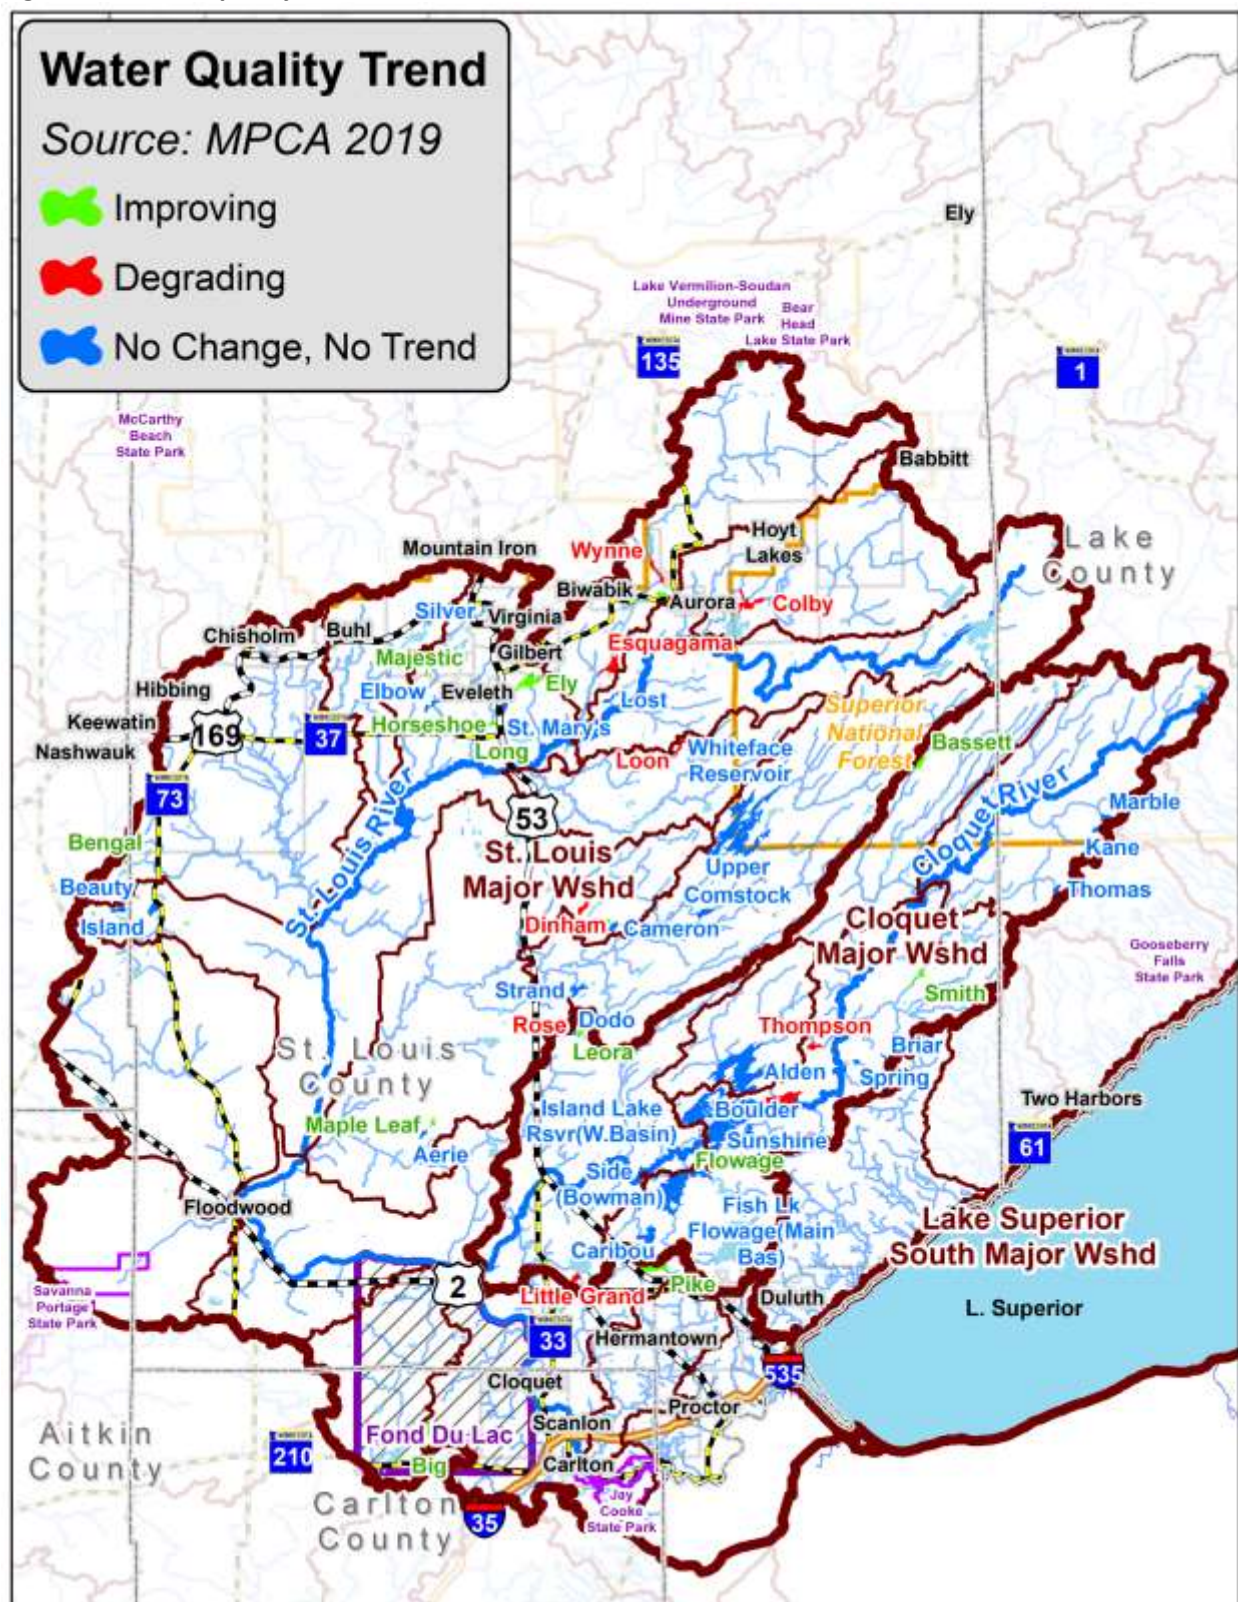 Water Quality Trend
Source: MPCA 2019
Improving
Degrading
No Change, No Trend
Ely
Lake Vermilion-Soudan
Underground
Mine State Park
Bear
Head
Lake State Park
135
1
McCarthy
Beach
State Park
Babbitt
Hoyt
Lakes
Lake
County
Mountain Iron
Wynne
Biwabik
Aurora
Colby
Silver
Virginia
Chisholm
Buhl
Gilbert
Esquagama
Majestic
Hibbing
Elbow
Eveleth
Ely
Lost
Keewatin
169
37
Horseshoe
St. Mary's
Superior
National
Forest
Nashwauk
Long
Loon
Whiteface
Reservoir
Bassett
73
53
St. Louis River
Cloquet River
Marble
Bengal
St. Louis
Major Wshd
Upper
Comstock
Kane
Beauty
Thomas
Island
Dinham
Cameron
Cloquet
Major Wshd
Gooseberry
Falls
State Park
Strand
Smith
Rose
Dodo
Thompson
St. Louis
County
Leora
Briar
Alden
Spring
Island Lake
Rsvr(W.Basin)
Boulder
Two Harbors
Maple Leaf
Sunshine
61
Aerie
Flowage
Side
(Bowman)
Floodwood
Fish Lk
Flowage(Main
Bas)
Lake Superior
South Major Wshd
Caribou
2
Pike
Savanna
Portage
State Park
Little Grand
Duluth
L. Superior
33
Hermantown
535
Cloquet
Proctor
Scanlon
Aitkin
County
210
Fond Du Lac
Big
Carlton
Carlton
County
35
Jay
Cooke
State Park